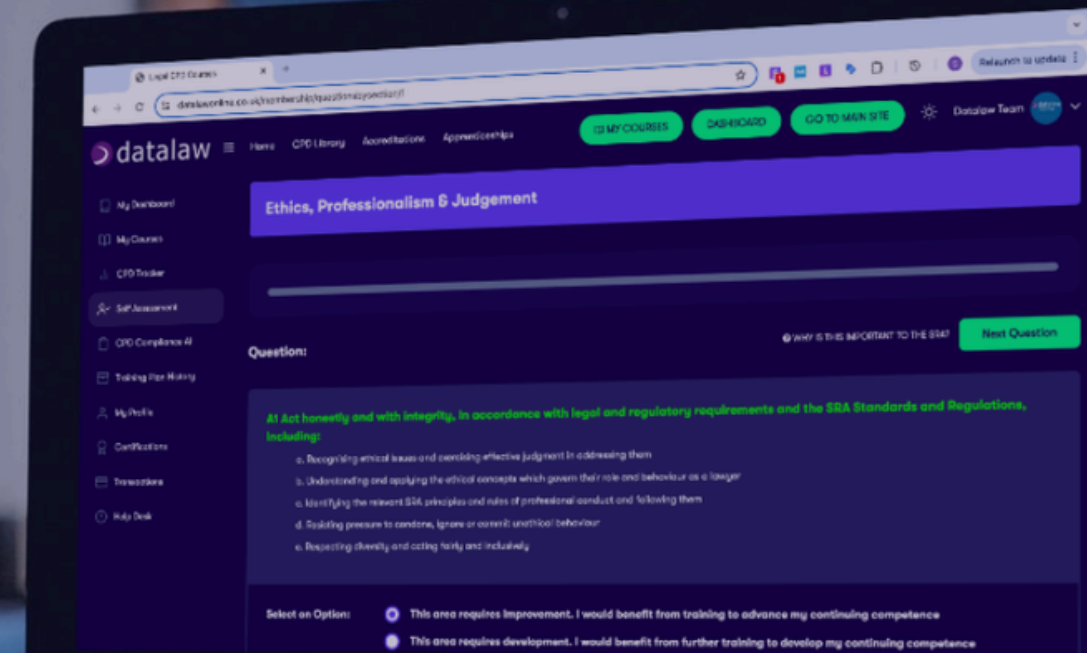 Legal CPD Courses
datalawonline.co.uk/membership/questionsbysection/1
Relaunch to update
datalaw
Home CPD Library Accreditations Apprenticeships
MY COURSES DASHBOARD GO TO MAIN SITE
Datalaw Team
My Dashboard
My Courses
CPD Tracker
Self Assessment
CPD Compliance AI
Training Plan History
My Profile
Certifications
Transactions
Help Desk
Ethics, Professionalism & Judgement
WHY IS THIS IMPORTANT TO THE SRA?
Next Question
Question:
A1 Act honestly and with integrity, in accordance with legal and regulatory requirements and the SRA Standards and Regulations,
including:
a. Recognising ethical issues and exercising effective judgment in addressing them
b. Understanding and applying the ethical concepts which govern their role and behaviour as a lawyer
c. Identifying the relevant SRA principles and rules of professional conduct and following them
d. Resisting pressure to condone, ignore or commit unethical behaviour
e. Respecting diversity and acting fairly and inclusively
Select an Option:
This area requires improvement. I would benefit from training to advance my continuing competence
This area requires development. I would benefit from further training to develop my continuing competence